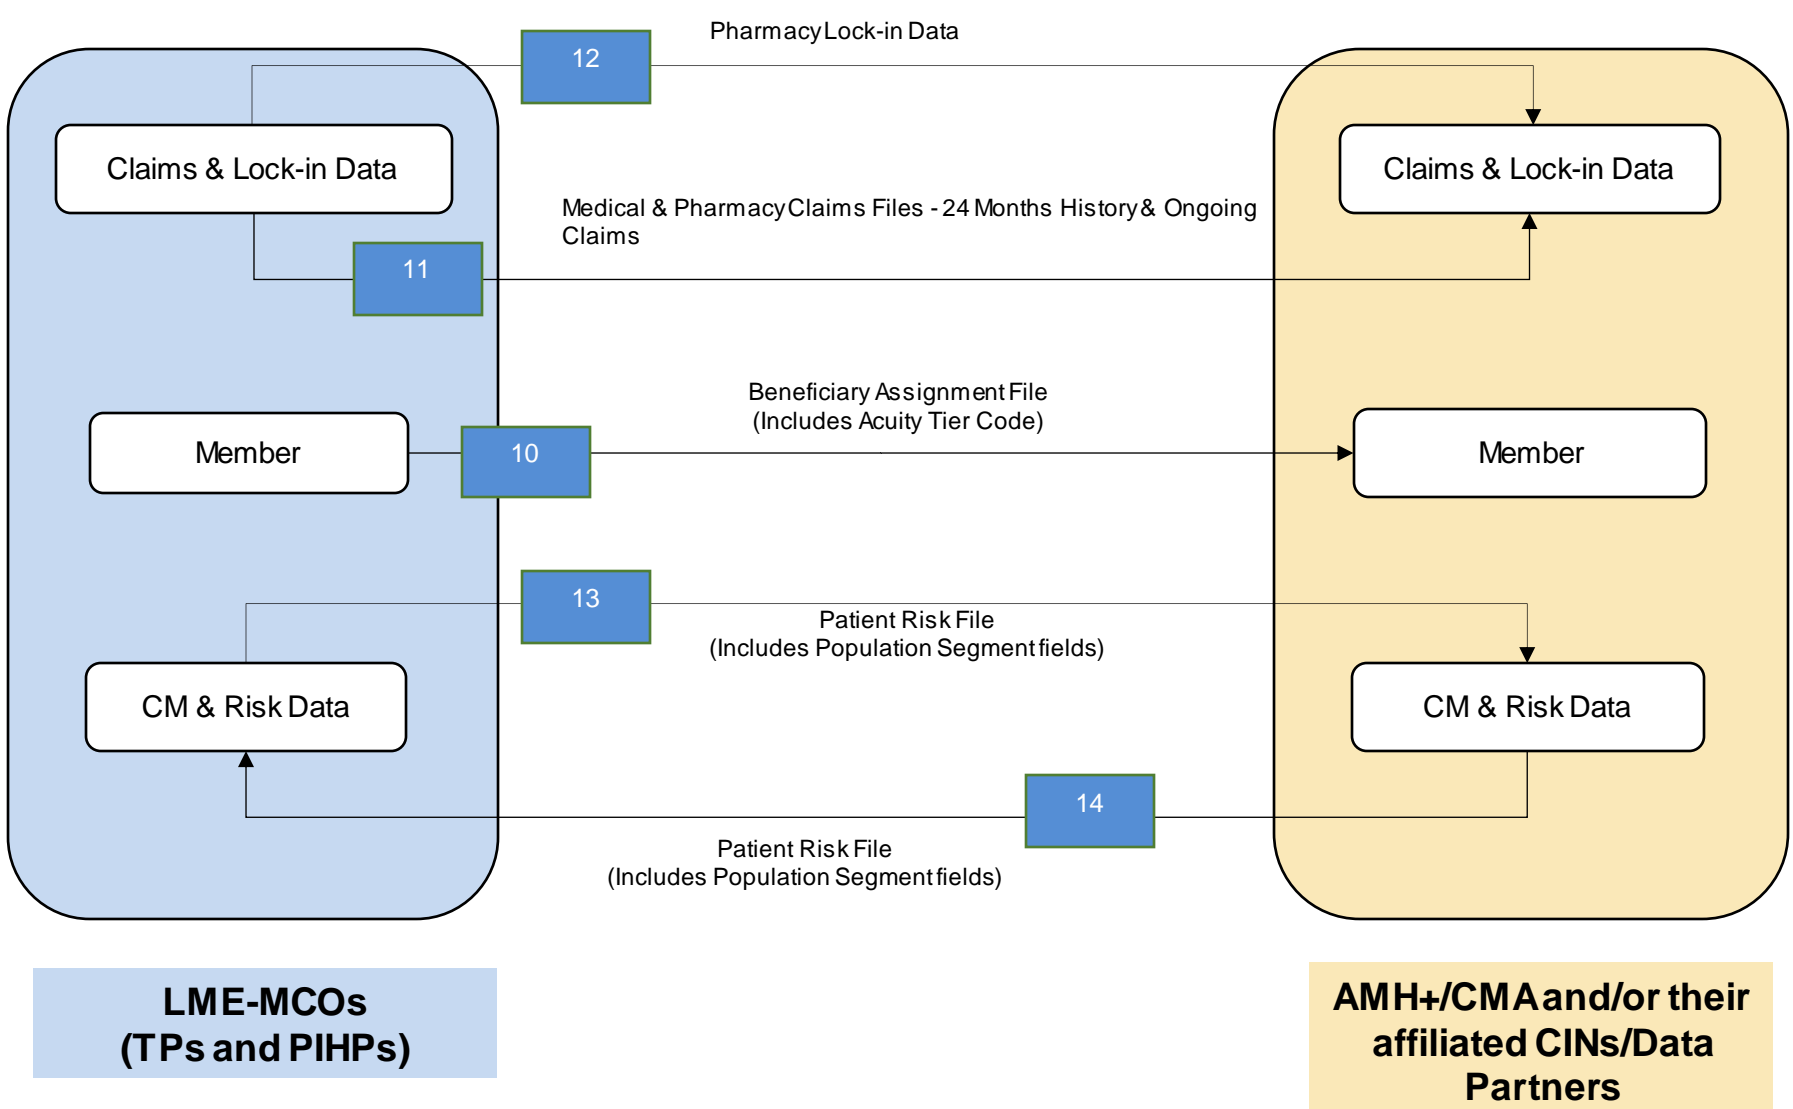 Pharmacy Lock-in Data
12
Claims & Lock-in Data
Claims & Lock-in Data
Medical & Pharmacy Claims Files - 24 Months History & Ongoing
Claims
11
Beneficiary Assignment File
(Includes Acuity Tier Code)
Member
10
Member
13
Patient Risk File
(Includes Population Segment fields)
CM & Risk Data
CM & Risk Data
14
Patient Risk File
(Includes Population Segment fields)
LME-MCOs
(TPs and PIHPs)
AMH+/CMA and/or their
affiliated CINs/Data
Partners